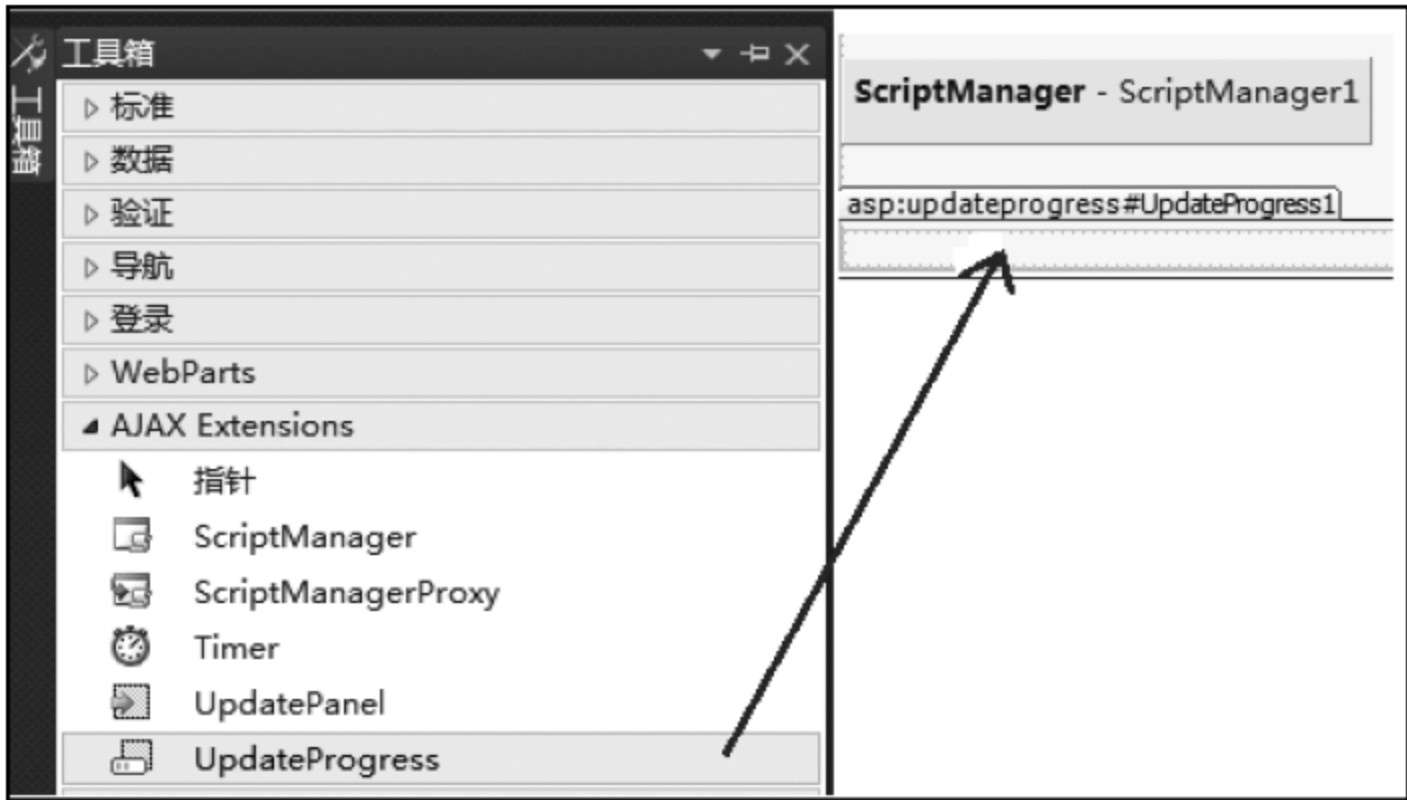 工具箱
工具箱
标准
数据
验证
导航
登录
WebParts
AJAX Extensions
指针
ScriptManager
ScriptManagerProxy
Timer
UpdatePanel
UpdateProgress
ScriptManager - ScriptManager1
asp:updateprogress#UpdateProgress1